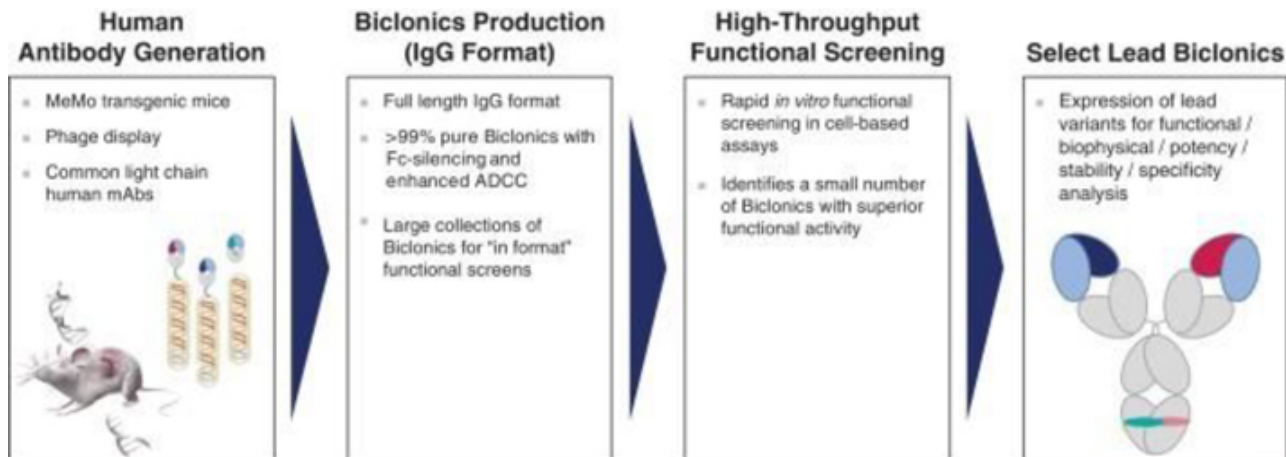 Human
Antibody Generation
MeMo transgenic mice
Phage display
Common light chain
human mAbs
Biclonics Production
(IgG Format)
Full length IgG format
>99% pure Biclonics with
Fc-silencing and
enhanced ADCC
Large collections of
Biclonics for “in format”
functional screens
High-Throughput
Functional Screening
Rapid in vitro functional
screening in cell-based
assays
Identifies a small number
of Biclonics with superior
functional activity
Select Lead Biclonics
Expression of lead
variants for functional /
biophysical / potency /
stability / specificity
analysis